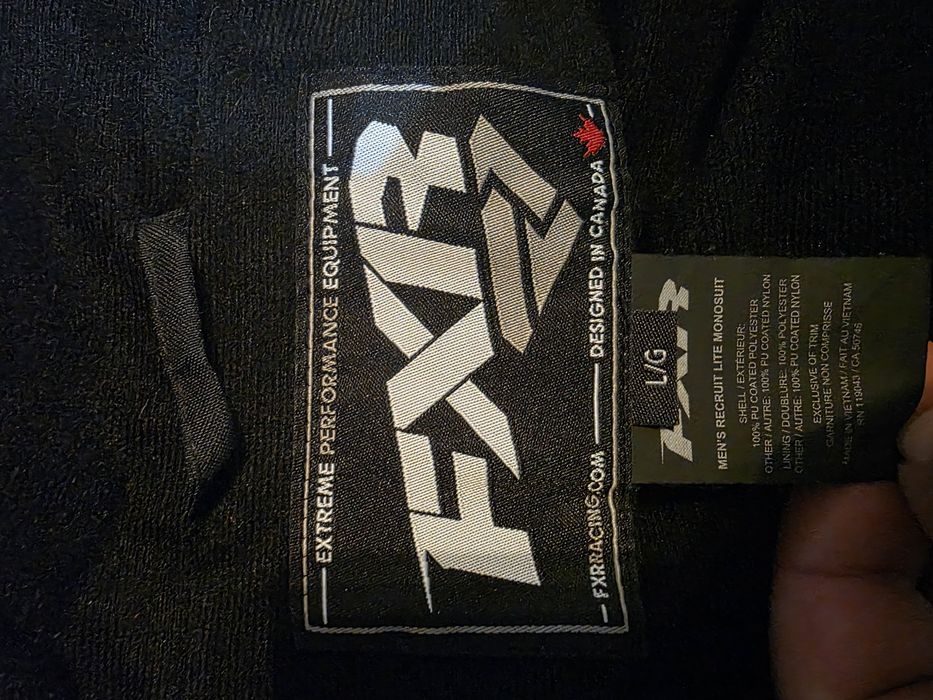 EXTREME PERFORMANCE EQUIPMENT
FXR
FXRRACING.COM
DESIGNED IN CANADA
L/G
FXR
MEN'S RECRUIT LITE MONOSUIT
SHELL / EXTÉRIEUR:
100% PU COATED POLYESTER
OTHER / AUTRE: 100% PU COATED NYLON
LINING / DOUBLURE: 100% POLYESTER
OTHER / AUTRE: 100% PU COATED NYLON
EXCLUSIVE OF TRIM
GARNITURE NON COMPRISSE
MADE IN VIETNAM / FAIT AU VIETNAM
RN 119043 / CA 50746